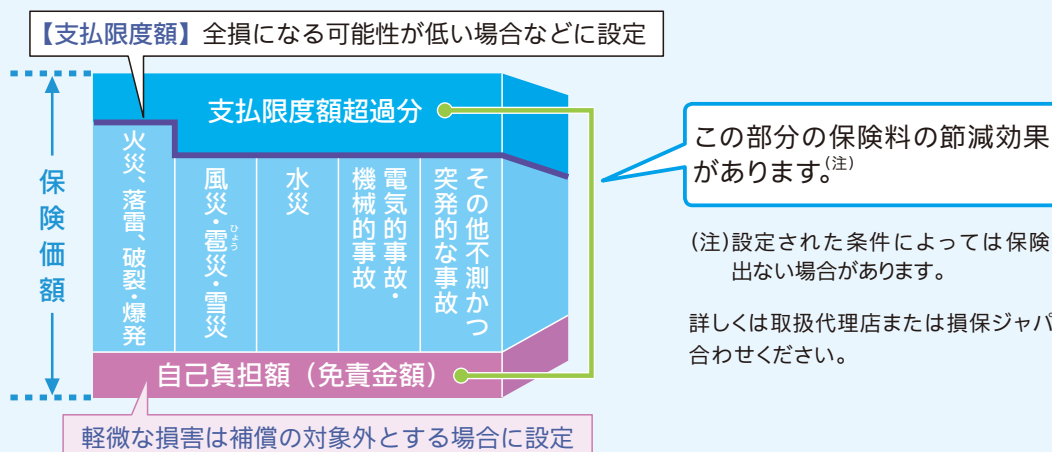 【支払限度額】全損になる可能性が低い場合などに設定
支払限度額超過分
保険価額
火災、落雷、破裂・爆発
風災・雹災・雪災
ひょう
水災
電気的事故・
機械的事故
その他不測かつ
突発的な事故
自己負担額（免責金額）
軽微な損害は補償の対象外とする場合に設定
この部分の保険料の節減効果
があります。(注)
(注)設定された条件によっては保険
出ない場合があります。
詳しくは取扱代理店または損保ジャパ
合わせください。